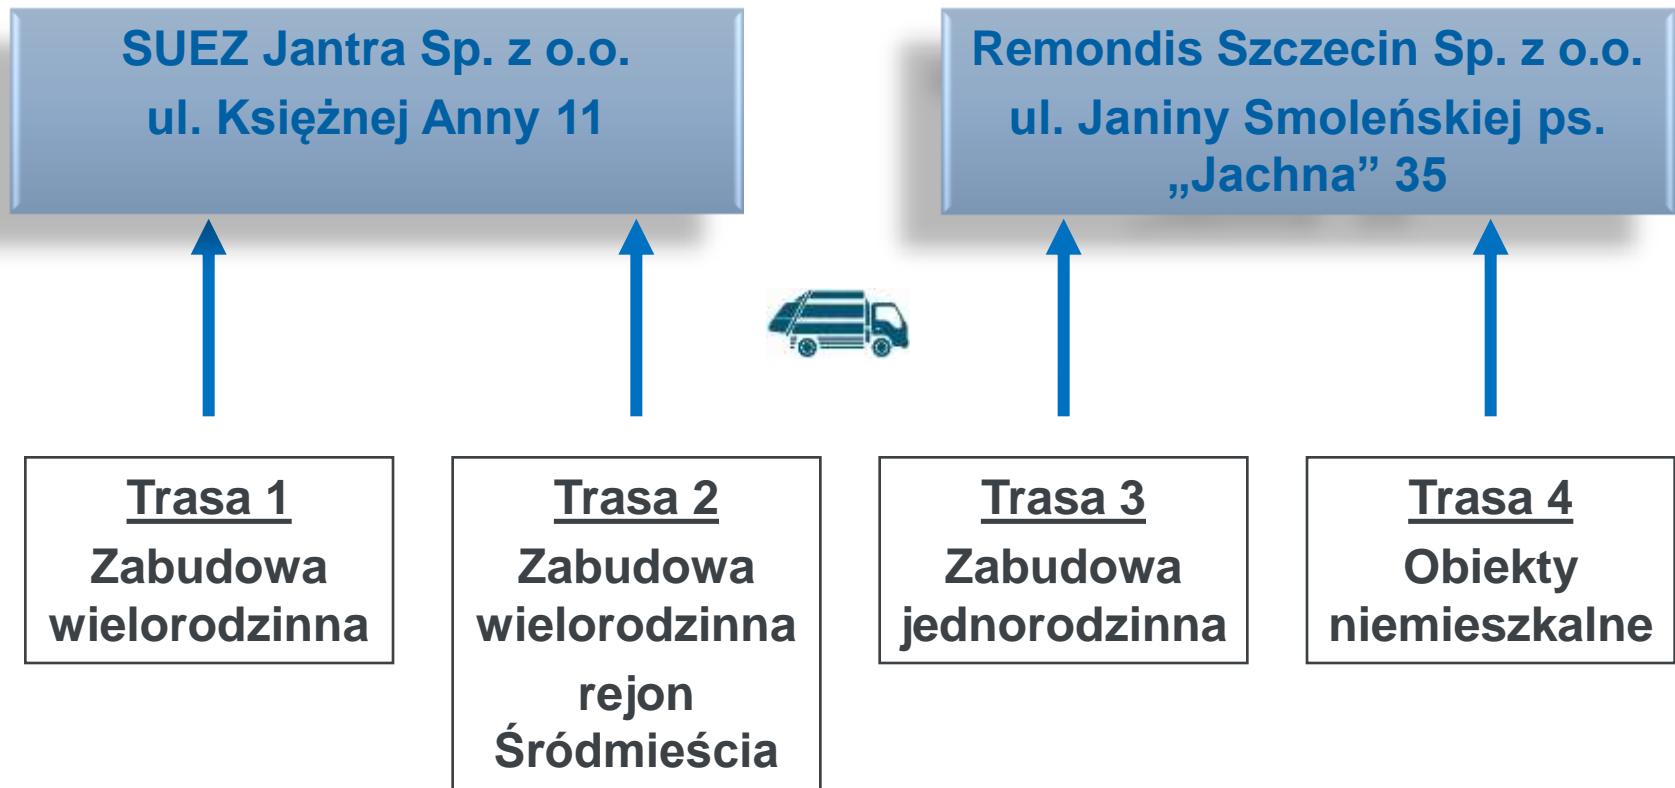 SUEZ Jantra Sp. z o.o.
ul. Księżnej Anny 11
Remondis Szczecin Sp. z o.o.
ul. Janiny Smoleńskiej ps.
„Jachna” 35
Trasa 1
Zabudowa
wielorodzinna
Trasa 2
Zabudowa
wielorodzinna
rejon
Śródmieścia
Trasa 3
Zabudowa
jednorodzinna
Trasa 4
Obiekty
niemieszkalne